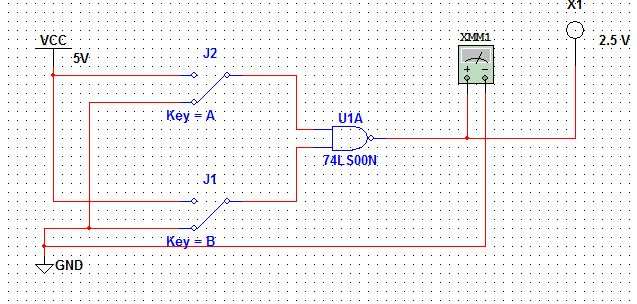 X1
VCC
XMM1
2.5 V
5V
J2
Key = A
U1A
74LS00N
J1
Key = B
GND